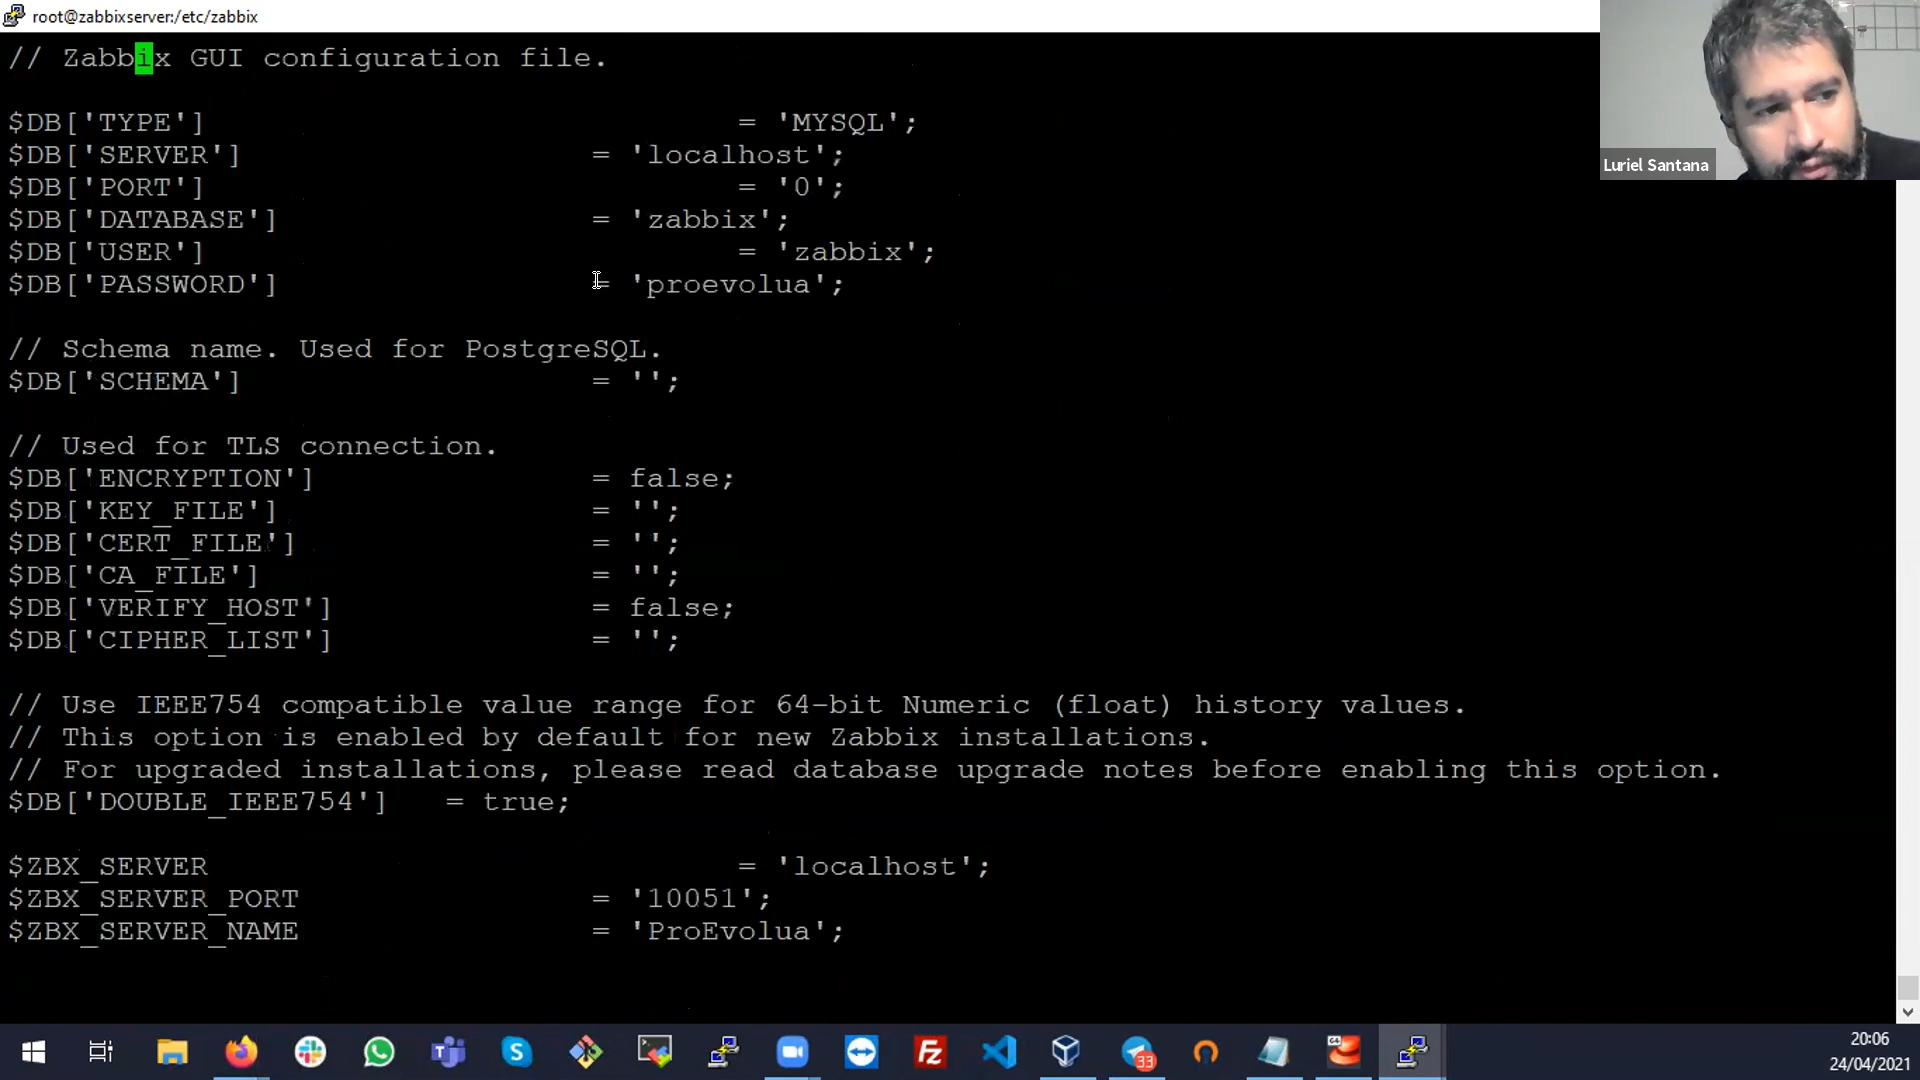 root@zabbixserver:/etc/zabbix
// Zabbix GUI configuration file.
$DB['TYPE'] = 'MYSQL';
$DB['SERVER'] = 'localhost';
$DB['PORT'] = '0';
$DB['DATABASE'] = 'zabbix';
$DB['USER'] = 'zabbix';
$DB['PASSWORD'] = 'proevolua';
// Schema name. Used for PostgreSQL.
$DB['SCHEMA'] = '';
// Used for TLS connection.
$DB['ENCRYPTION'] = false;
$DB['KEY_FILE'] = '';
$DB['CERT_FILE'] = '';
$DB['CA_FILE'] = '';
$DB['VERIFY_HOST'] = false;
$DB['CIPHER_LIST'] = '';
// Use IEEE754 compatible value range for 64-bit Numeric (float) history values.
// This option is enabled by default for new Zabbix installations.
// For upgraded installations, please read database upgrade notes before enabling this option.
$DB['DOUBLE_IEEE754'] = true;
$ZBX_SERVER = 'localhost';
$ZBX_SERVER_PORT = '10051';
$ZBX_SERVER_NAME = 'ProEvolua';
Luriel Santana
33
64
20:06
24/04/2021